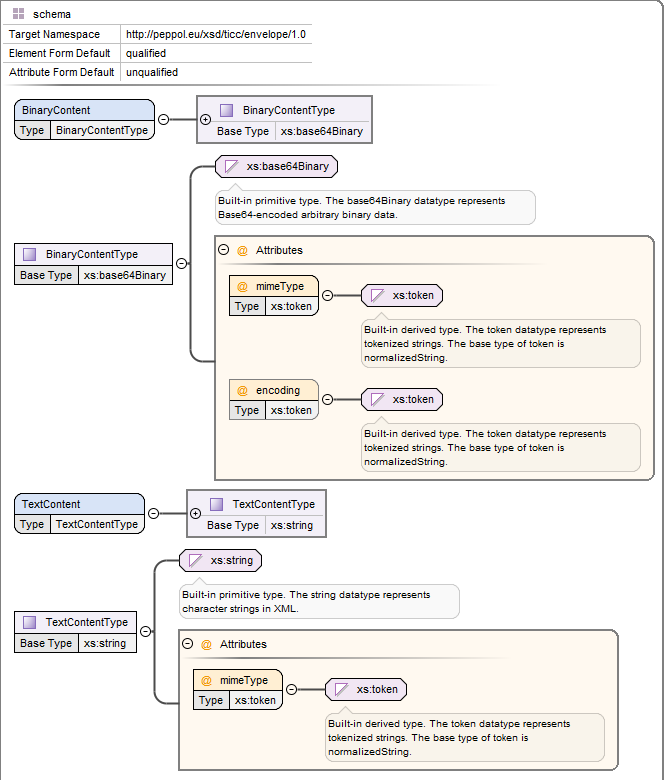 schema
Target Namespace http://peppol.eu/xsd/ticc/envelope/1.0
Element Form Default qualified
Attribute Form Default unqualified
BinaryContent
Type BinaryContentType
BinaryContentType
Base Type xs:base64Binary
xs:base64Binary
Built-in primitive type. The base64Binary datatype represents
Base64-encoded arbitrary binary data.
BinaryContentType
Base Type xs:base64Binary
@ Attributes
@ mimeType
Type xs:token
xs:token
Built-in derived type. The token datatype represents
tokenized strings. The base type of token is
normalizedString.
@ encoding
Type xs:token
xs:token
Built-in derived type. The token datatype represents
tokenized strings. The base type of token is
normalizedString.
TextContent
Type TextContentType
TextContentType
Base Type xs:string
xs:string
Built-in primitive type. The string datatype represents
character strings in XML.
TextContentType
Base Type xs:string
@ Attributes
@ mimeType
Type xs:token
xs:token
Built-in derived type. The token datatype represents
tokenized strings. The base type of token is
normalizedString.